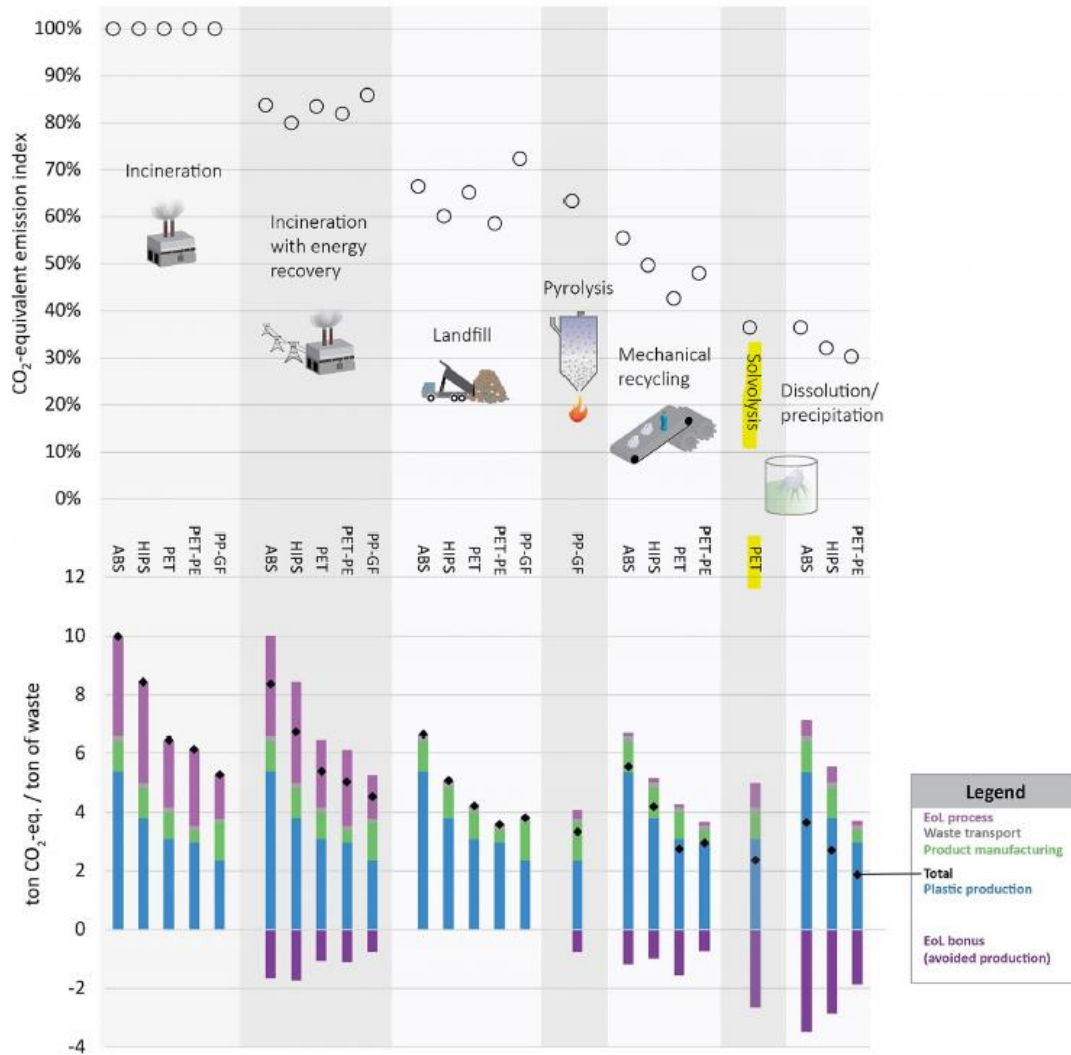 CO₂-equivalent emission index
100%
90%
80%
70%
60%
50%
40%
30%
20%
10%
0%
Incineration
Incineration
with energy
recovery
Landfill
Pyrolysis
Mechanical
recycling
Solvolysis
Dissolution/
precipitation
ABS
HIPS
PET
PET-PE
PP-GF
ABS
HIPS
PET
PET-PE
PP-GF
ABS
HIPS
PET
PET-PE
PP-GF
PP-GF
ABS
HIPS
PET
PET-PE
PET
ABS
HIPS
PET-PE
ton CO₂-eq. / ton of waste
12
10
8
6
4
2
0
-2
-4
Legend
EoL process
Waste transport
Product manufacturing
Total
Plastic production
EoL bonus
(avoided production)